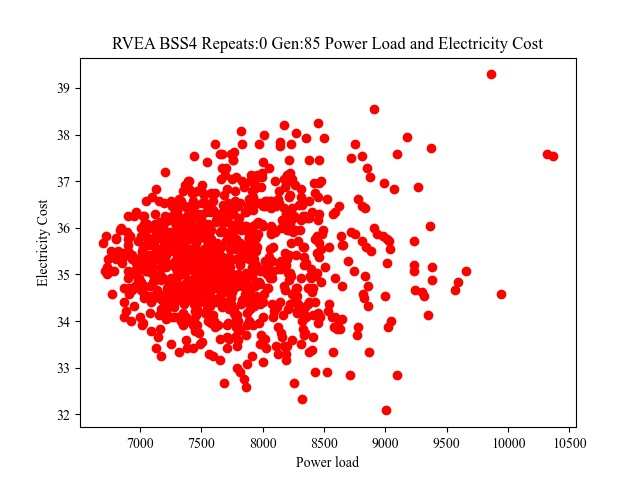 RVEA BSS4 Repeats:0 Gen:85 Power Load and Electricity Cost
39
38
37
36
35
34
33
32
Electricity Cost
7000 7500 8000 8500 9000 9500 10000 10500
Power load